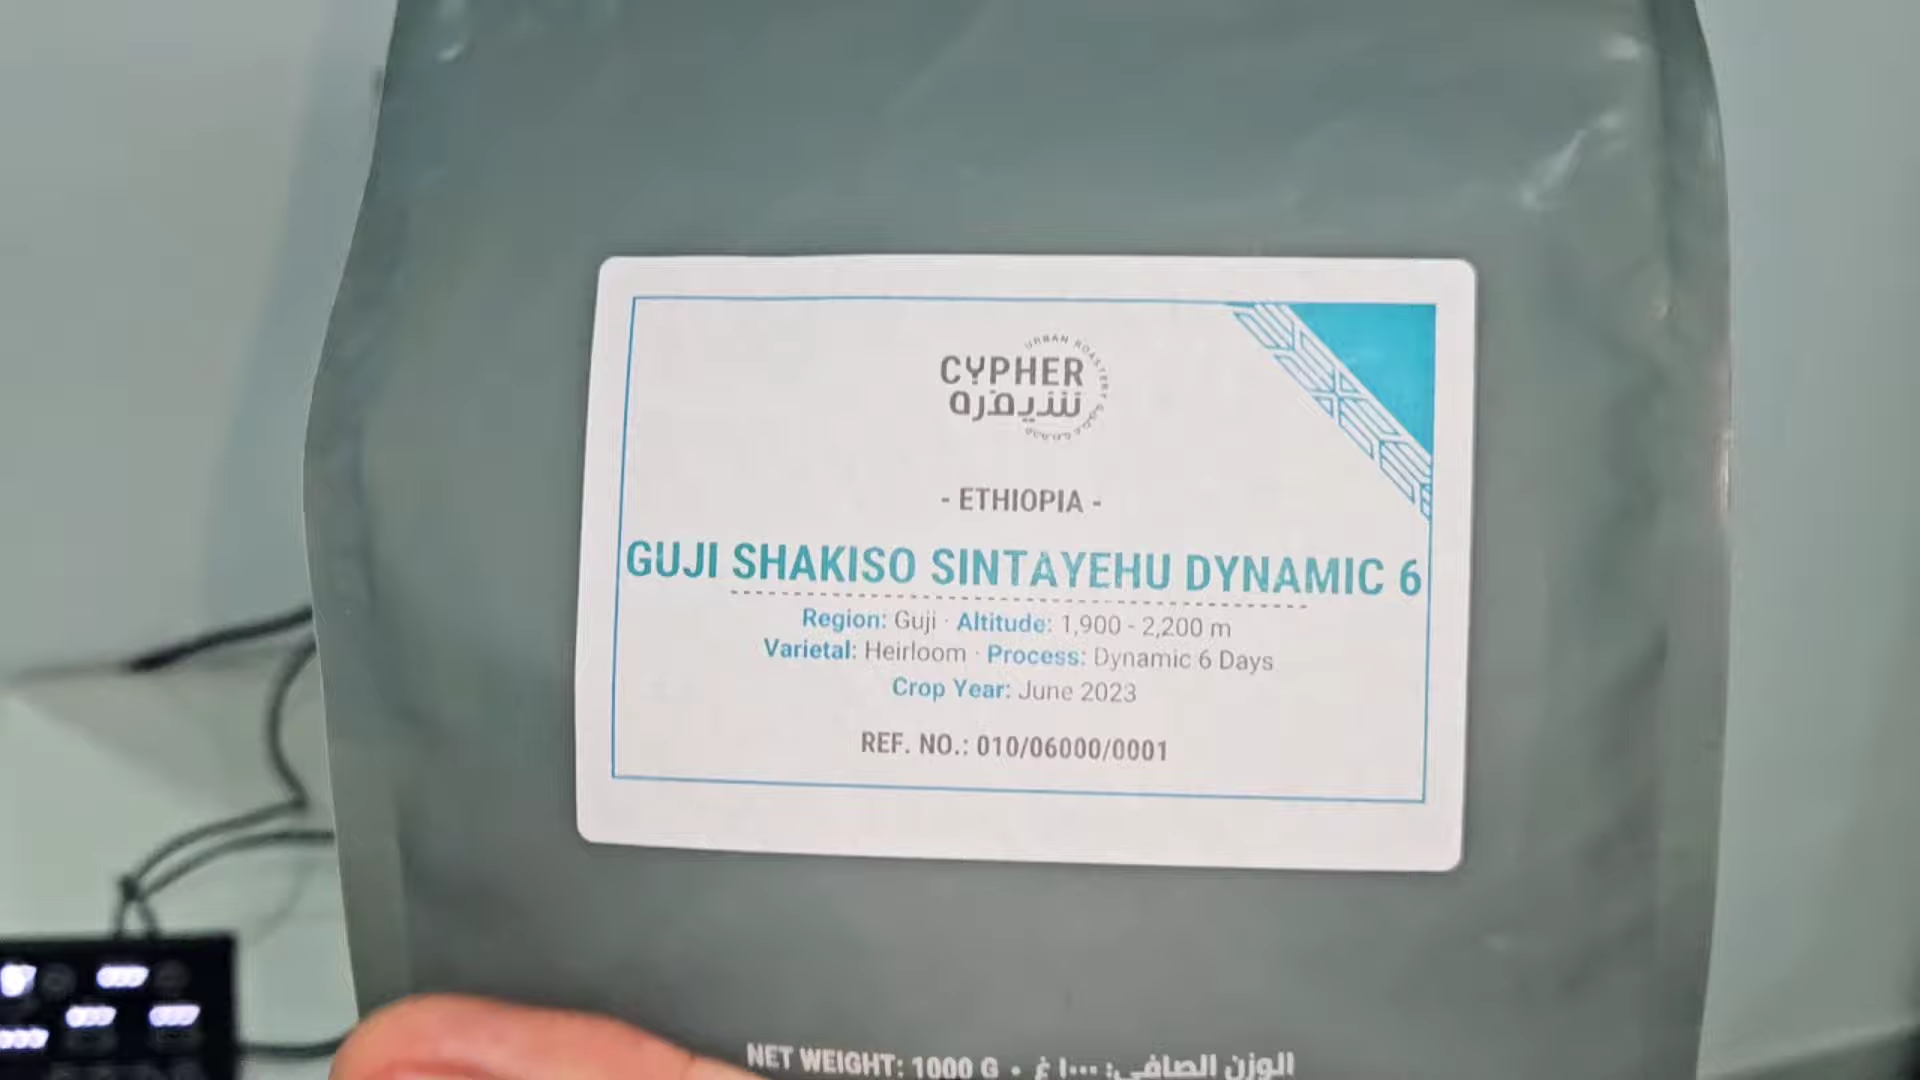 URBAN ROASTERY
CYPHER
شيفره
- ETHIOPIA -
GUJI SHAKISO SINTAYEHU DYNAMIC 6
Region: Guji · Altitude: 1,900 - 2,200 m
Varietal: Heirloom · Process: Dynamic 6 Days
Crop Year: June 2023
REF. NO.: 010/06000/0001
NET WEIGHT: 1000 G • الوزن الصافي: ١٠٠٠ غ